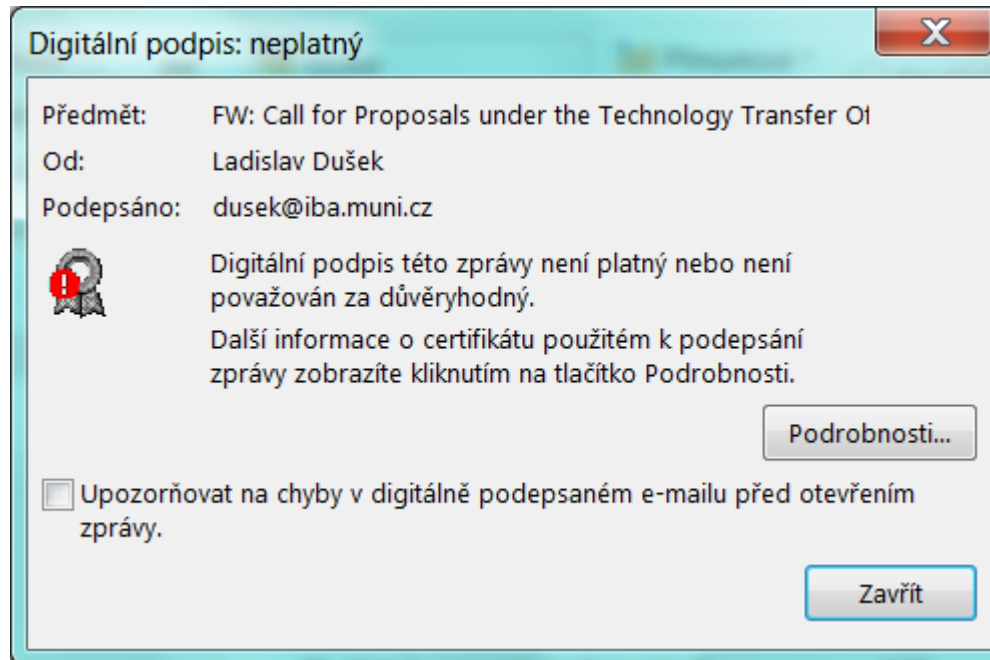 Digitální podpis: neplatný
Předmět: FW: Call for Proposals under the Technology Transfer Of
Od: Ladislav Dušek
Podepsáno: dusek@iba.muni.cz
Digitální podpis této zprávy není platný nebo není
považován za důvěryhodný.
Další informace o certifikátu použitém k podepsání
zprávy zobrazíte kliknutím na tlačítko Podrobnosti.
Podrobnosti...
Upozorňovat na chyby v digitálně podepsaném e-mailu před otevřením
zprávy.
Zavřít